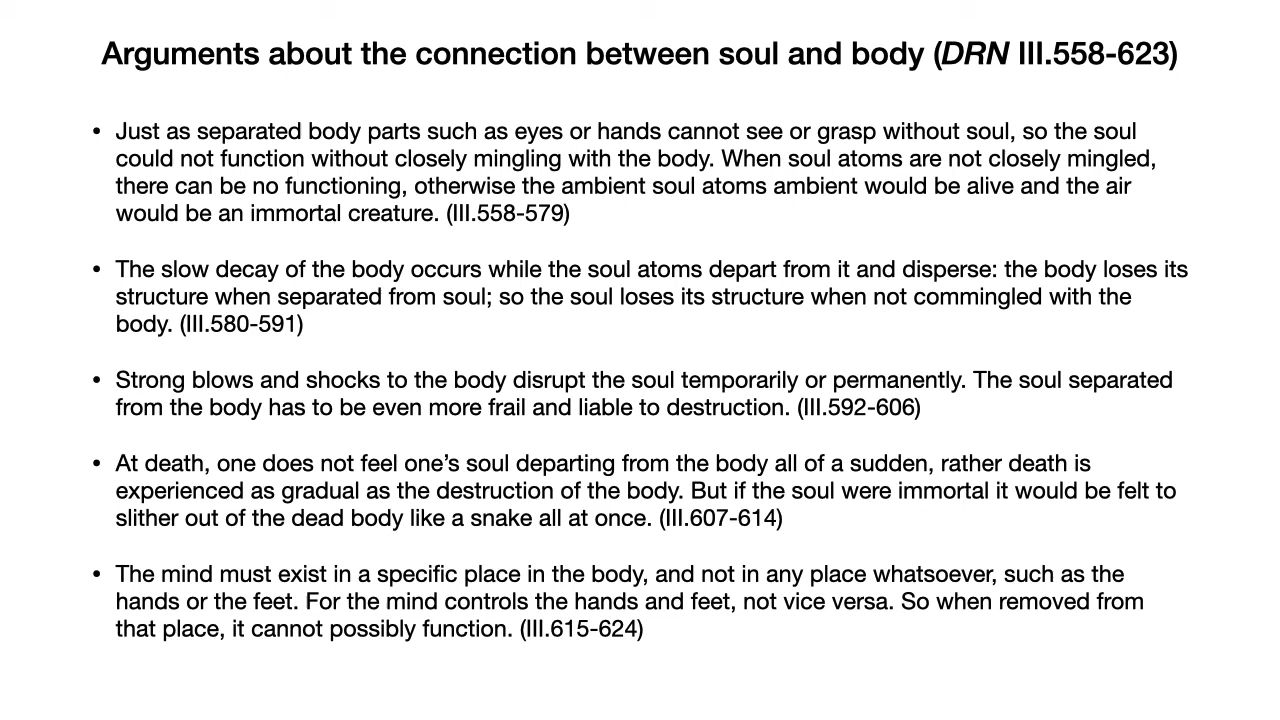 Arguments about the connection between soul and body (DRN III.558-623)
• Just as separated body parts such as eyes or hands cannot see or grasp without soul, so the soul
could not function without closely mingling with the body. When soul atoms are not closely mingled,
there can be no functioning, otherwise the ambient soul atoms ambient would be alive and the air
would be an immortal creature. (III.558-579)
• The slow decay of the body occurs while the soul atoms depart from it and disperse: the body loses its
structure when separated from soul; so the soul loses its structure when not commingled with the
body. (III.580-591)
• Strong blows and shocks to the body disrupt the soul temporarily or permanently. The soul separated
from the body has to be even more frail and liable to destruction. (III.592-606)
• At death, one does not feel one’s soul departing from the body all of a sudden, rather death is
experienced as gradual as the destruction of the body. But if the soul were immortal it would be felt to
slither out of the dead body like a snake all at once. (III.607-614)
• The mind must exist in a specific place in the body, and not in any place whatsoever, such as the
hands or the feet. For the mind controls the hands and feet, not vice versa. So when removed from
that place, it cannot possibly function. (III.615-624)